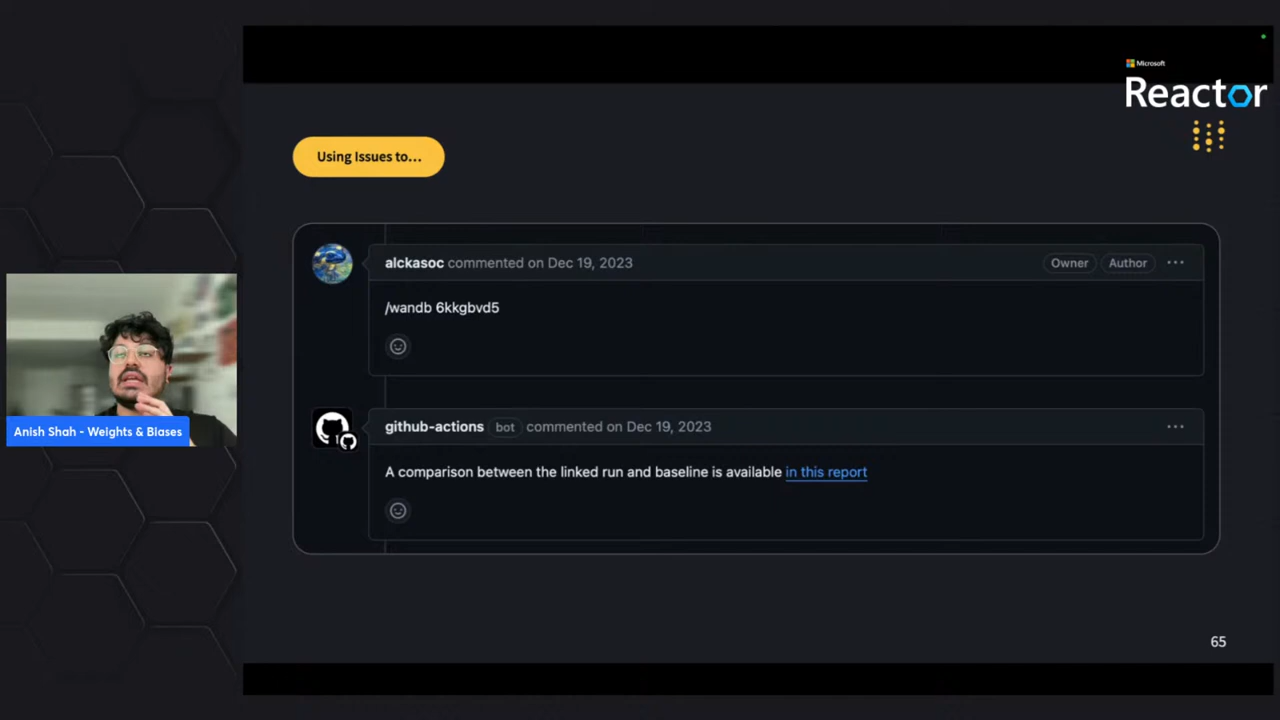 Microsoft
Reactor
Using Issues to...
alckasoc commented on Dec 19, 2023
Owner
Author
/wandb 6kkgbvd5
github-actions bot commented on Dec 19, 2023
A comparison between the linked run and baseline is available in this report
Anish Shah - Weights & Biases
65